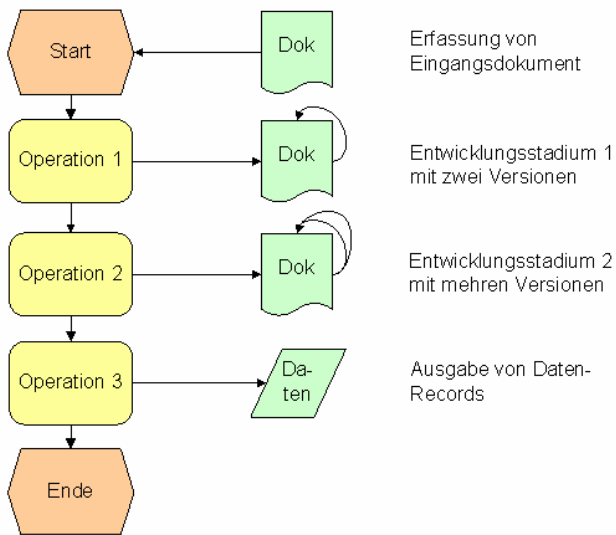 Start
Dok
Erfassung von
Eingangsdokument
Operation 1
Dok
Entwicklungsstadium 1
mit zwei Versionen
Operation 2
Dok
Entwicklungsstadium 2
mit mehren Versionen
Operation 3
Da-
ten
Ausgabe von Daten-
Records
Ende